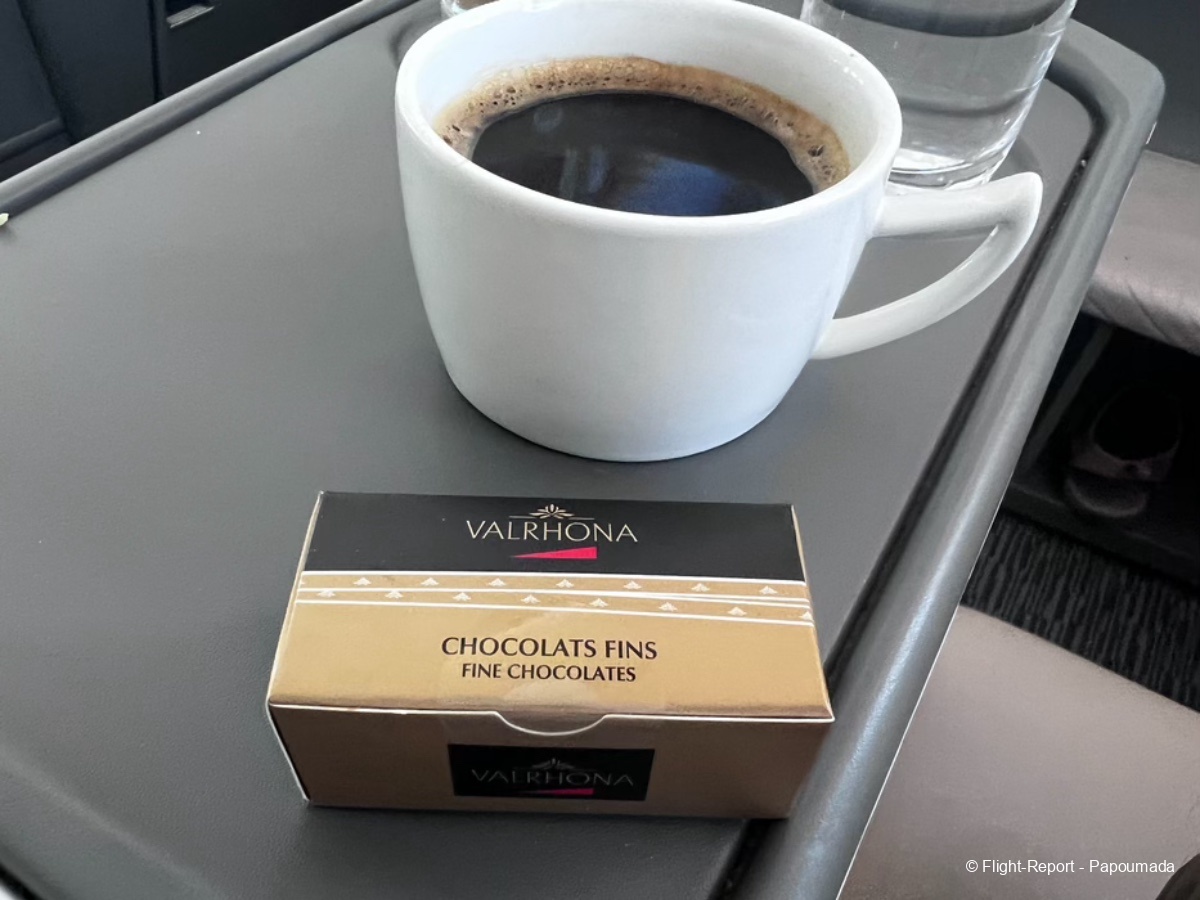 VALRHONA
CHOCOLATS FINS
FINE CHOCOLATES
VALRHONA
© Flight-Report - Papoumada